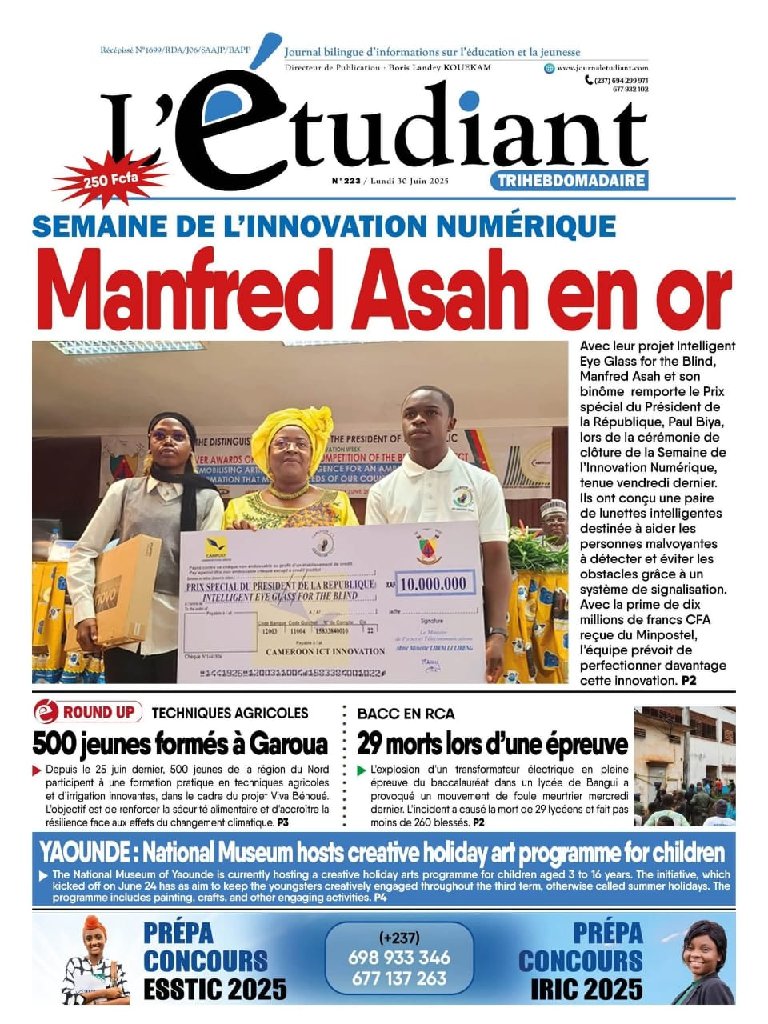 Récépissé N°1699/RDA/J06/SAAJP/BAPP
Journal bilingue d'informations sur l'éducation et la jeunesse
Directeur de Publication : Boris Landry KOUEKAM
www.journaletudiant.com
(237) 694 299 971
677 932 102
L'étudiant
250 Fcfa
N°223 / Lundi 30 Juin 2025
TRIHEBDOMADAIRE
SEMAINE DE L'INNOVATION NUMÉRIQUE
Manfred Asah en or
Avec leur projet Intelligent
Eye Glass for the Blind,
Manfred Asah et son
binôme remporte le Prix
spécial du Président de
la République, Paul Biya,
lors de la cérémonie de
clôture de la Semaine de
l'Innovation Numérique,
tenue vendredi dernier.
Ils ont conçu une paire
de lunettes intelligentes
destinée à aider les
personnes malvoyantes
à détecter et éviter les
obstacles grâce à un
système de signalisation.
Avec la prime de dix
millions de francs CFA
reçue du Minpostel,
l'équipe prévoit de
perfectionner davantage
cette innovation. P2
THE DISTINGUIS THE PRESIDENT OF
PRIX SPECIAL DU PRESIDENT DE LA REPUBLIQUE:
INTELLIGENT EYE GLASS FOR THE BLIND
XAF 10.000.000
Signature
CAMEROON ICT INNOVATION
é ROUND UP TECHNIQUES AGRICOLES
500 jeunes formés à Garoua
Depuis le 25 juin dernier, 500 jeunes de a région du Nord
participent à une formation pratique en techniques agricoles
et d'irrigation innovantes, dans le cadre du projet Viva Bénoué.
L'objectif est de renforcer la sécurité alimentaire et d'accroître la
résilience face aux effets du changement climatique. P3
BACC EN RCA
29 morts lors d'une épreuve
L'explosion d'un transformateur électrique en pleine
épreuve du baccalauréat dans un lycée de Bangui a
provoqué un mouvement de foule meurtrier mercredi
dernier. L'incident a causé la mort de 29 lycéens et fait pas
moins de 260 blessés. P2
YAOUNDE : National Museum hosts creative holiday art programme for children
The National Museum of Yaounde is currently hosting a creative holiday arts programme for children aged 3 to 16 years. The initiative, which
kicked off on June 24 has as aim to keep the youngsters creatively engaged throughout the third term, otherwise called summer holidays. The
programme includes painting, crafts, and other engaging activities. P4
PRÉPA
CONCOURS
ESSTIC 2025
(+237)
698 933 346
677 137 263
PRÉPA
CONCOURS
IRIC 2025